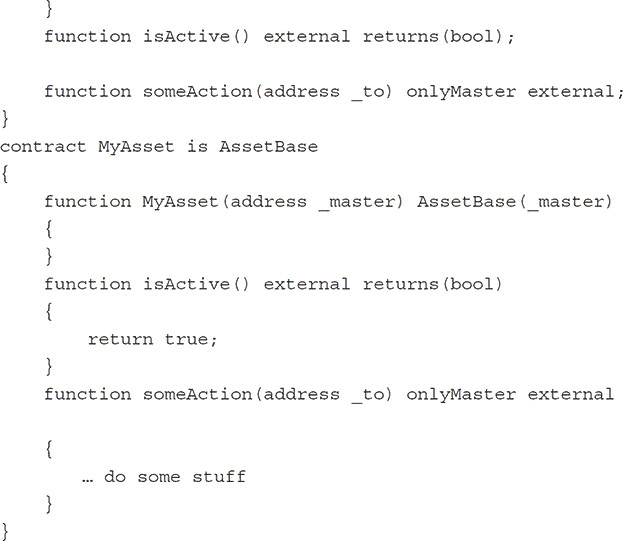 }
    function isActive() external returns(bool);

    function someAction(address _to) onlyMaster external;
}
contract MyAsset is AssetBase
{
    function MyAsset(address _master) AssetBase(_master)
    {
    }
    function isActive() external returns(bool)
    {
        return true;
    }
    function someAction(address _to) onlyMaster external

    {
       … do some stuff
    }
}